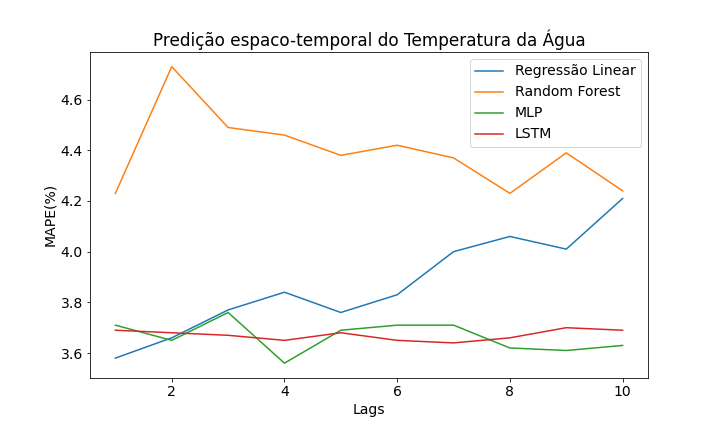 Predição espaco-temporal do Temperatura da Água
Regressão Linear
Random Forest
MLP
LSTM
MAPE(%)
4.6
4.4
4.2
4.0
3.8
3.6
2
4
6
8
10
Lags